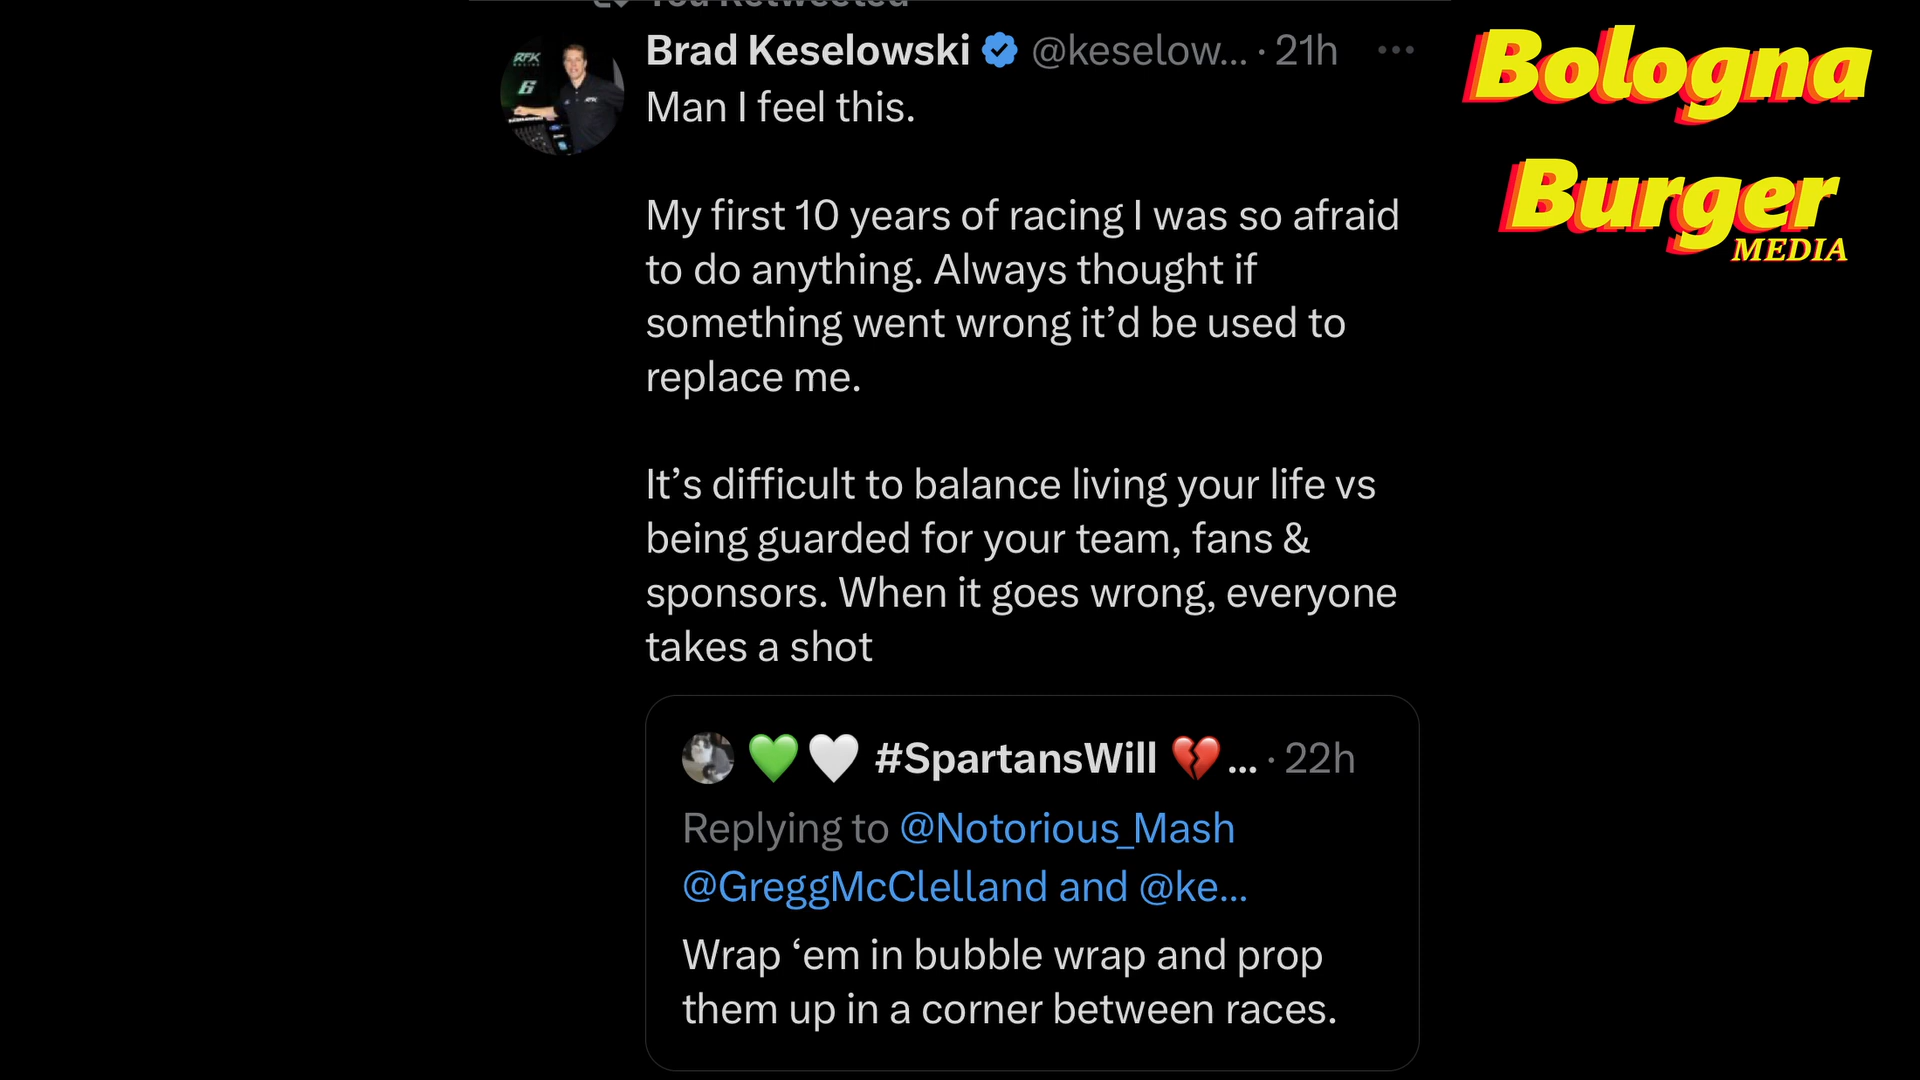 You Retweeted
Brad Keselowski @keselow... · 21h
Man I feel this.
My first 10 years of racing I was so afraid
to do anything. Always thought if
something went wrong it’d be used to
replace me.
It’s difficult to balance living your life vs
being guarded for your team, fans &
sponsors. When it goes wrong, everyone
takes a shot
💚🤍 #SpartansWill 💔... · 22h
Replying to @Notorious_Mash
@GreggMcClelland and @ke...
Wrap ‘em in bubble wrap and prop
them up in a corner between races.
Bologna
Burger
MEDIA
RFK
6